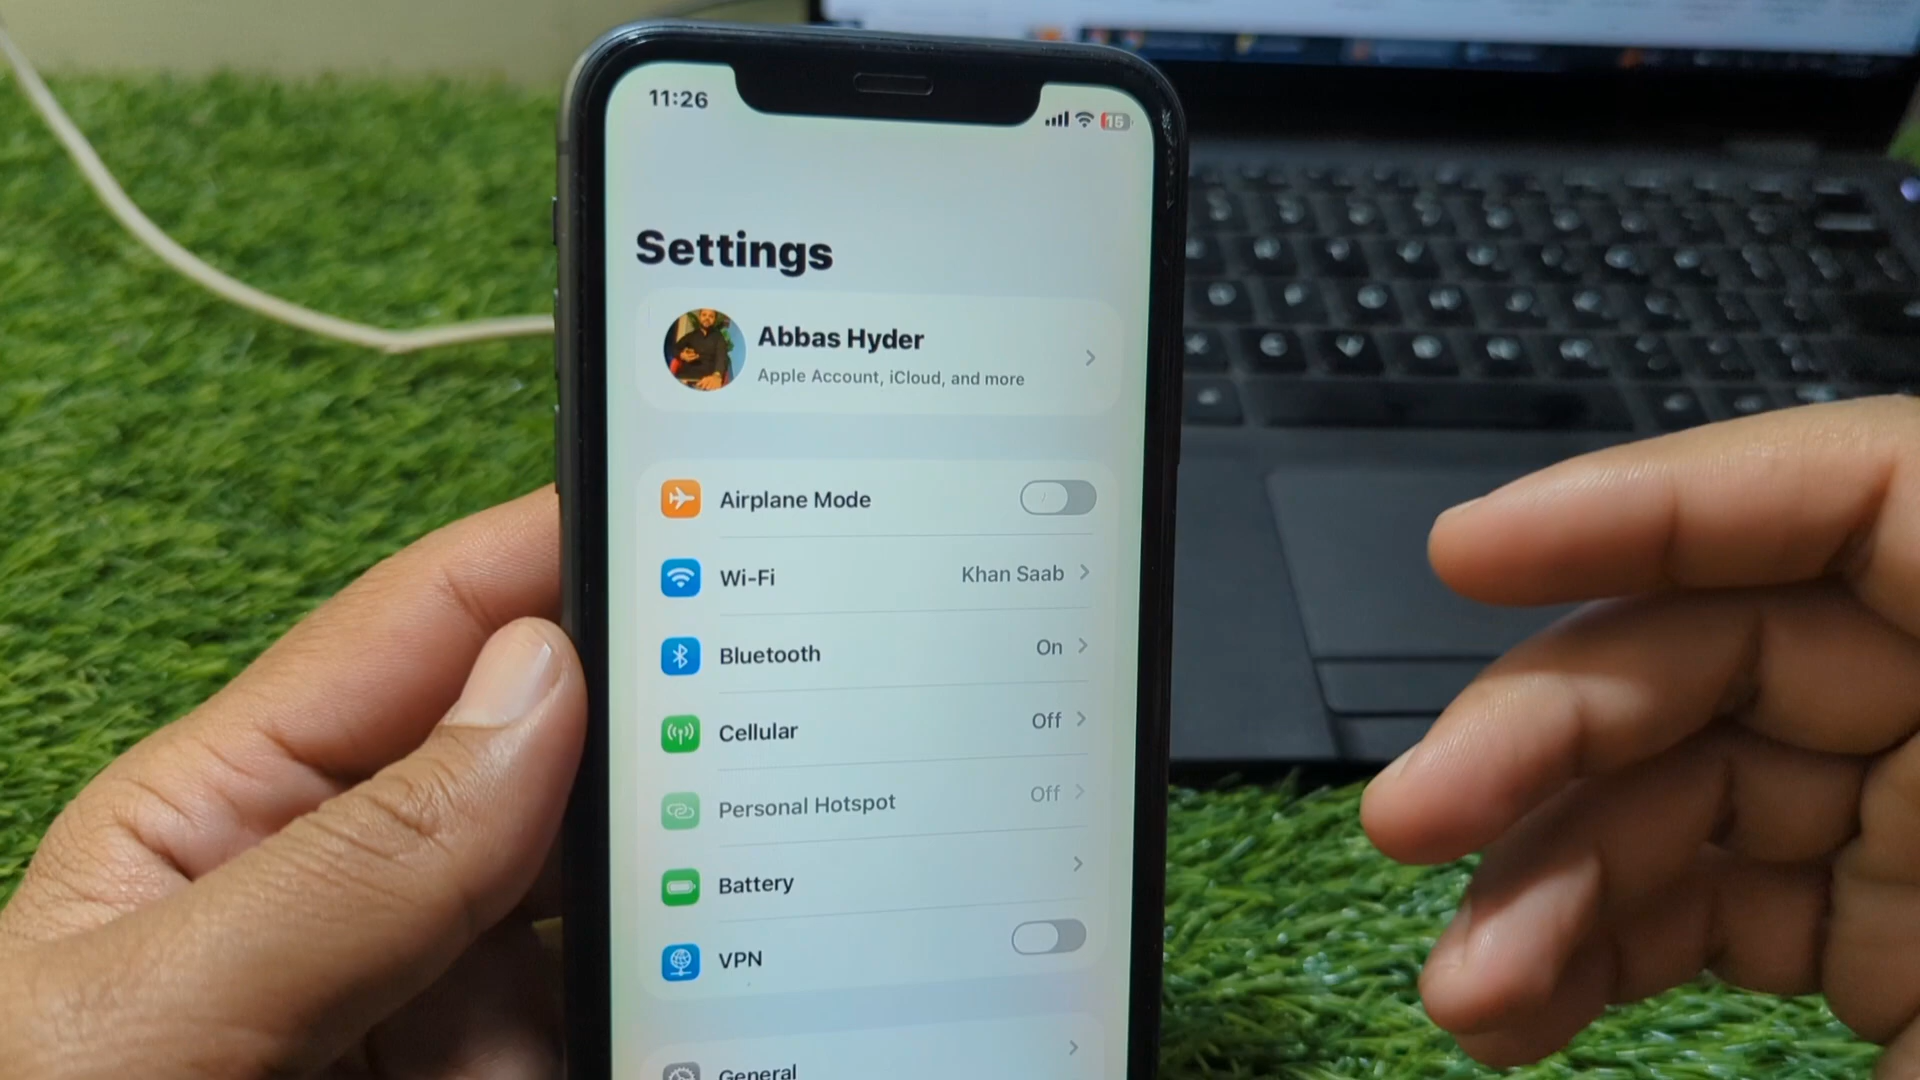 11:26
15
Settings
Abbas Hyder
Apple Account, iCloud, and more
Airplane Mode
Wi-Fi Khan Saab
Bluetooth On
Cellular Off
Personal Hotspot Off
Battery
VPN
General